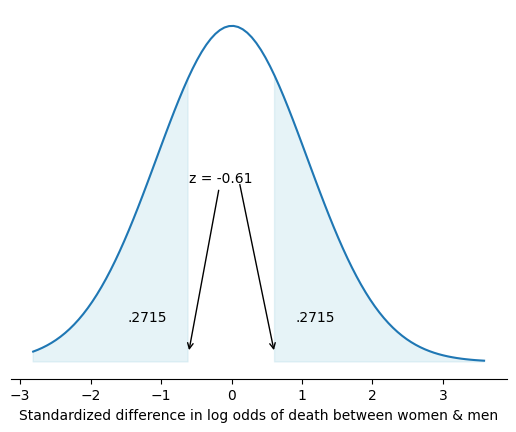 z = -0.61
.2715 .2715
−3 −2 −1 0 1 2 3
Standardized difference in log odds of death between women & men